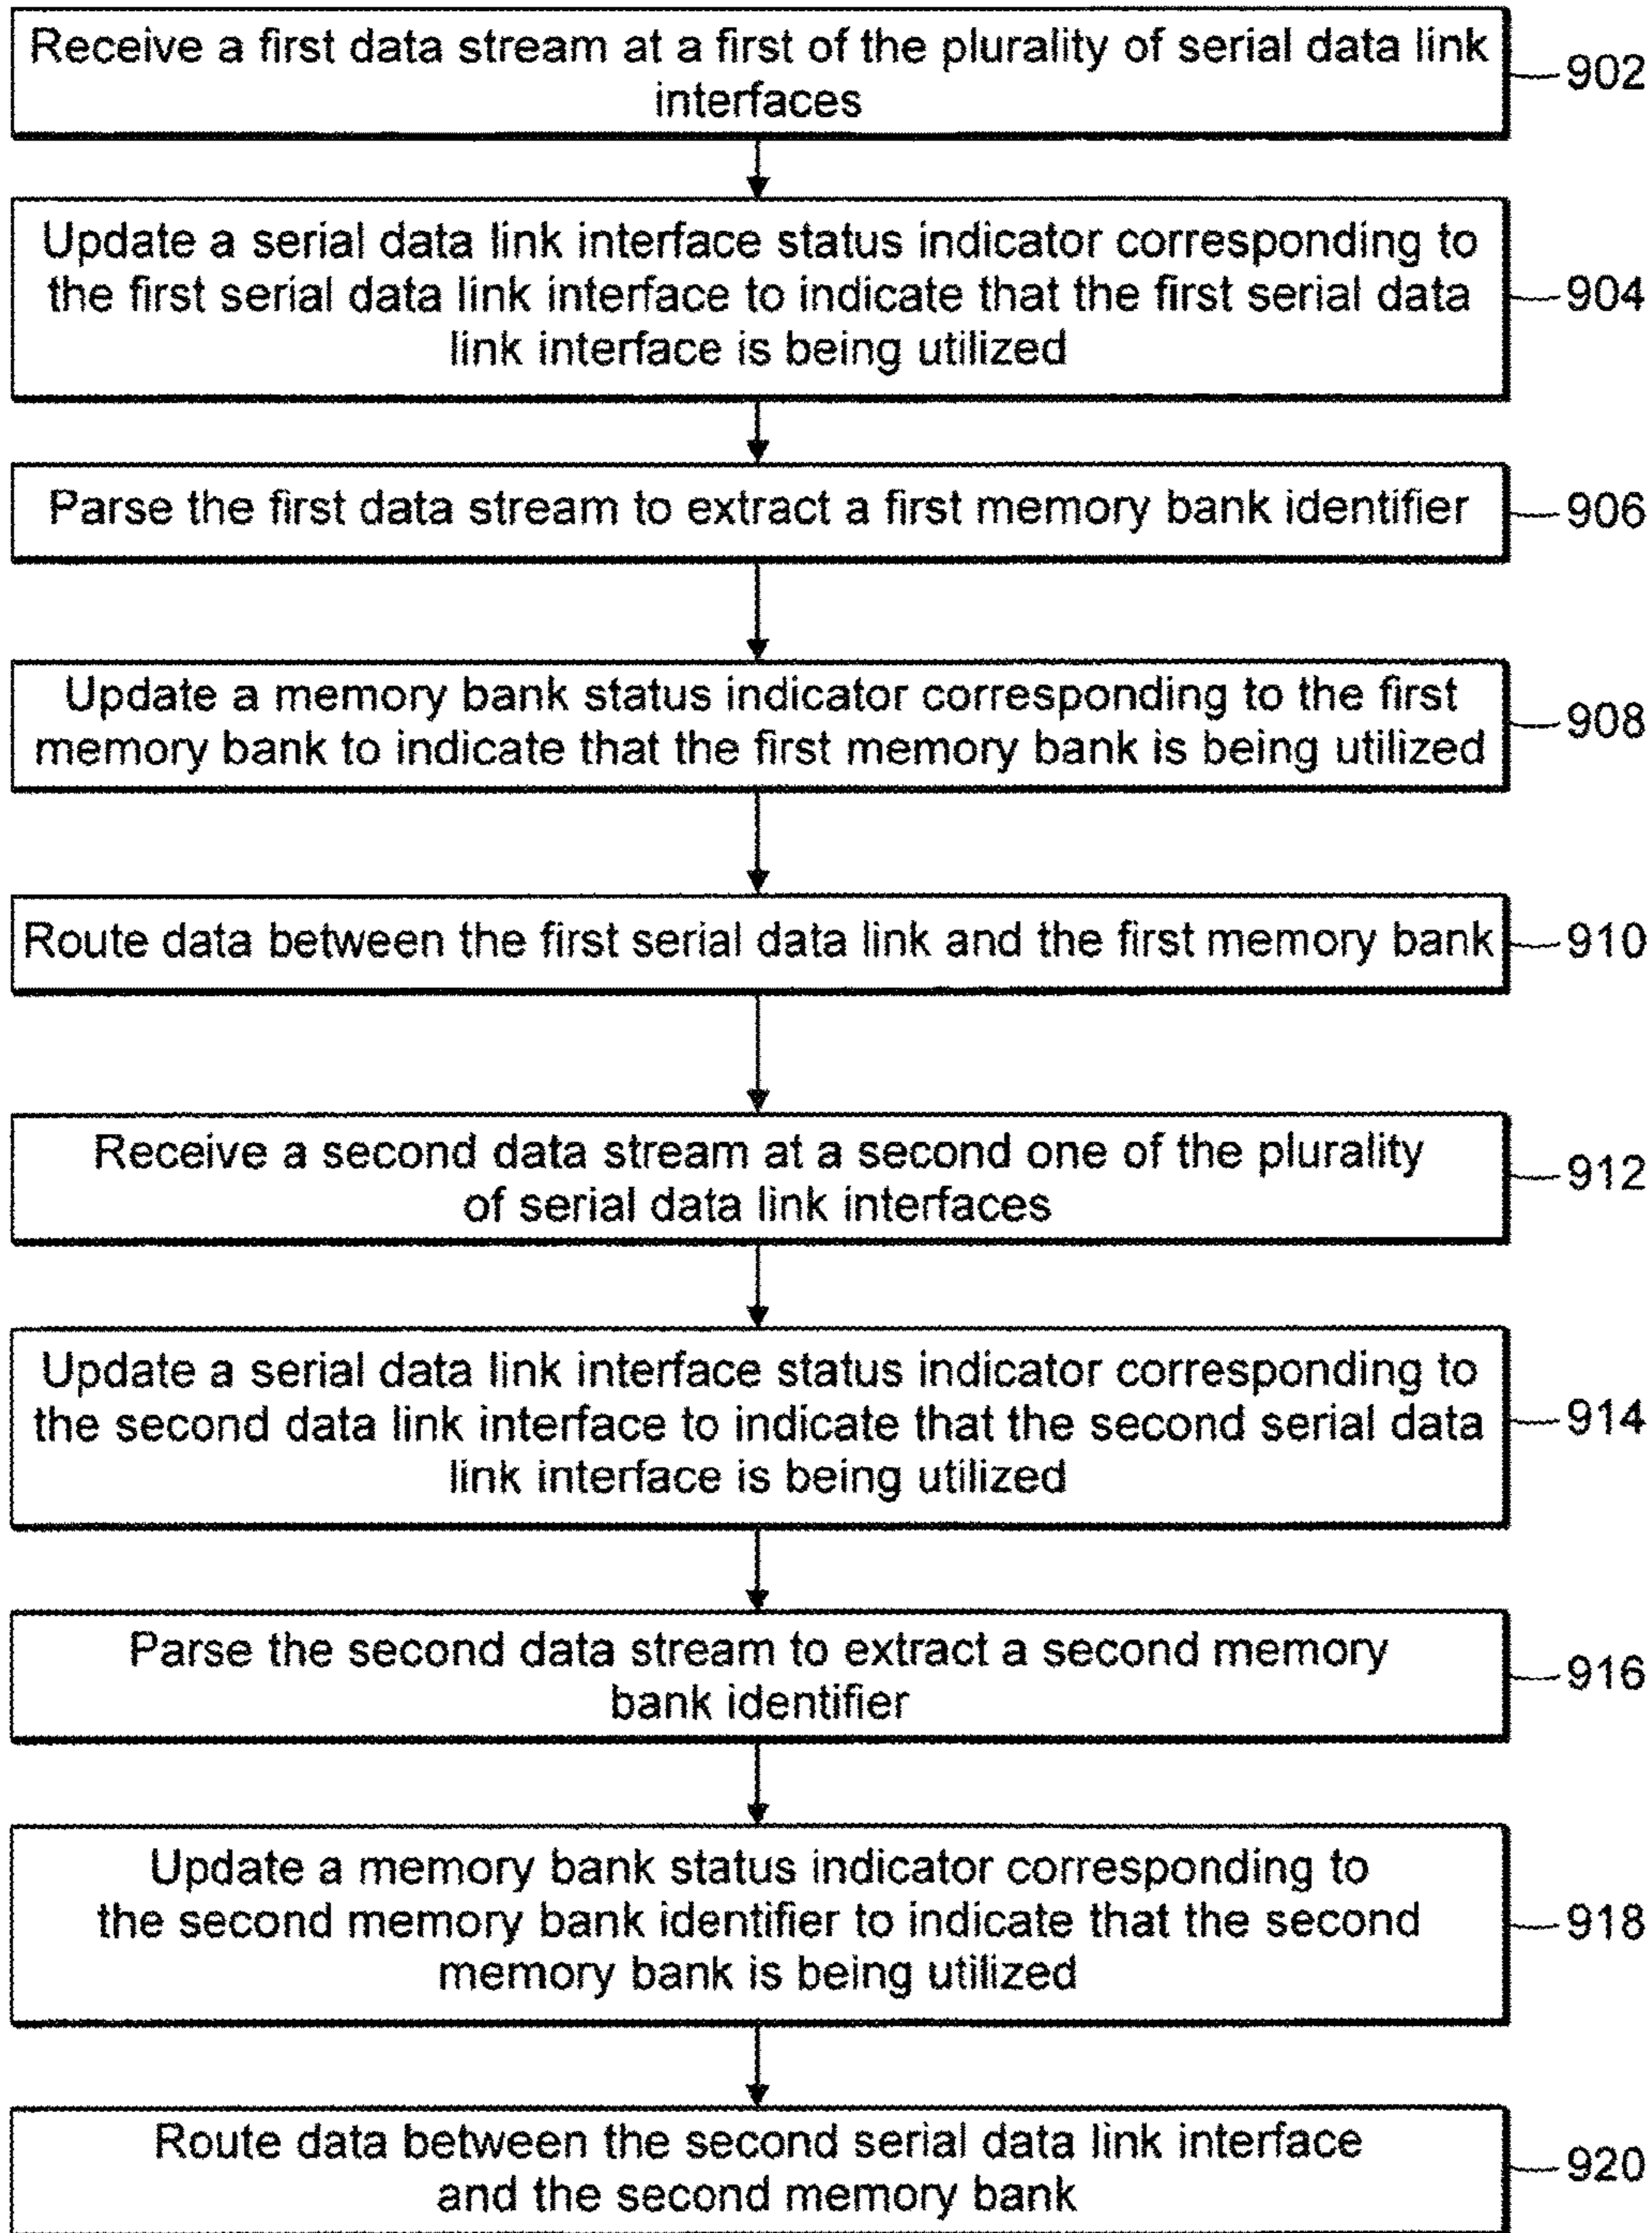 Receive a first data stream at a first of the plurality of serial data link
interfaces
902
Update a serial data link interface status indicator corresponding to
the first serial data link interface to indicate that the first serial data
link interface is being utilized
904
Parse the first data stream to extract a first memory bank identifier
906
Update a memory bank status indicator corresponding to the first
memory bank to indicate that the first memory bank is being utilized
908
Route data between the first serial data link and the first memory bank
910
Receive a second data stream at a second one of the plurality
of serial data link interfaces
912
Update a serial data link interface status indicator corresponding to
the second data link interface to indicate that the second serial data
link interface is being utilized
914
Parse the second data stream to extract a second memory
bank identifier
916
Update a memory bank status indicator corresponding to
the second memory bank identifier to indicate that the second
memory bank is being utilized
918
Route data between the second serial data link interface
and the second memory bank
920